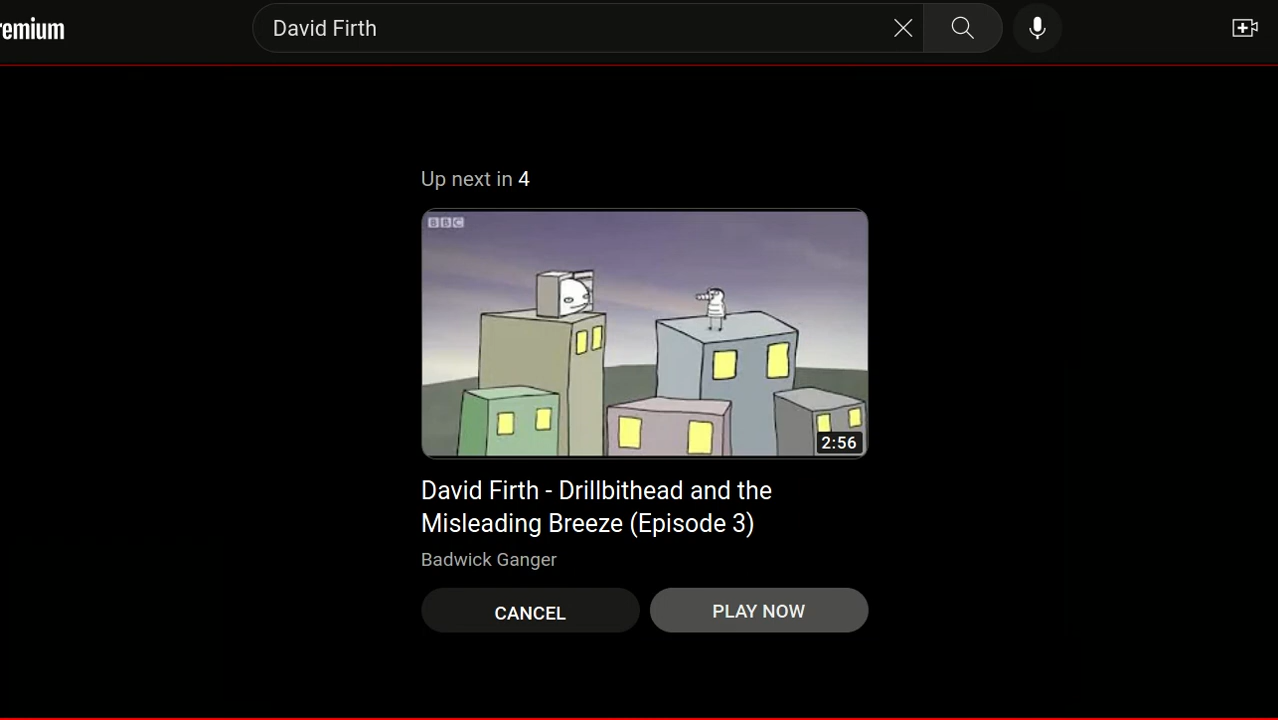 remium
David Firth
Up next in 4
BBC
2:56
David Firth - Drillbithead and the
Misleading Breeze (Episode 3)
Badwick Ganger
CANCEL
PLAY NOW